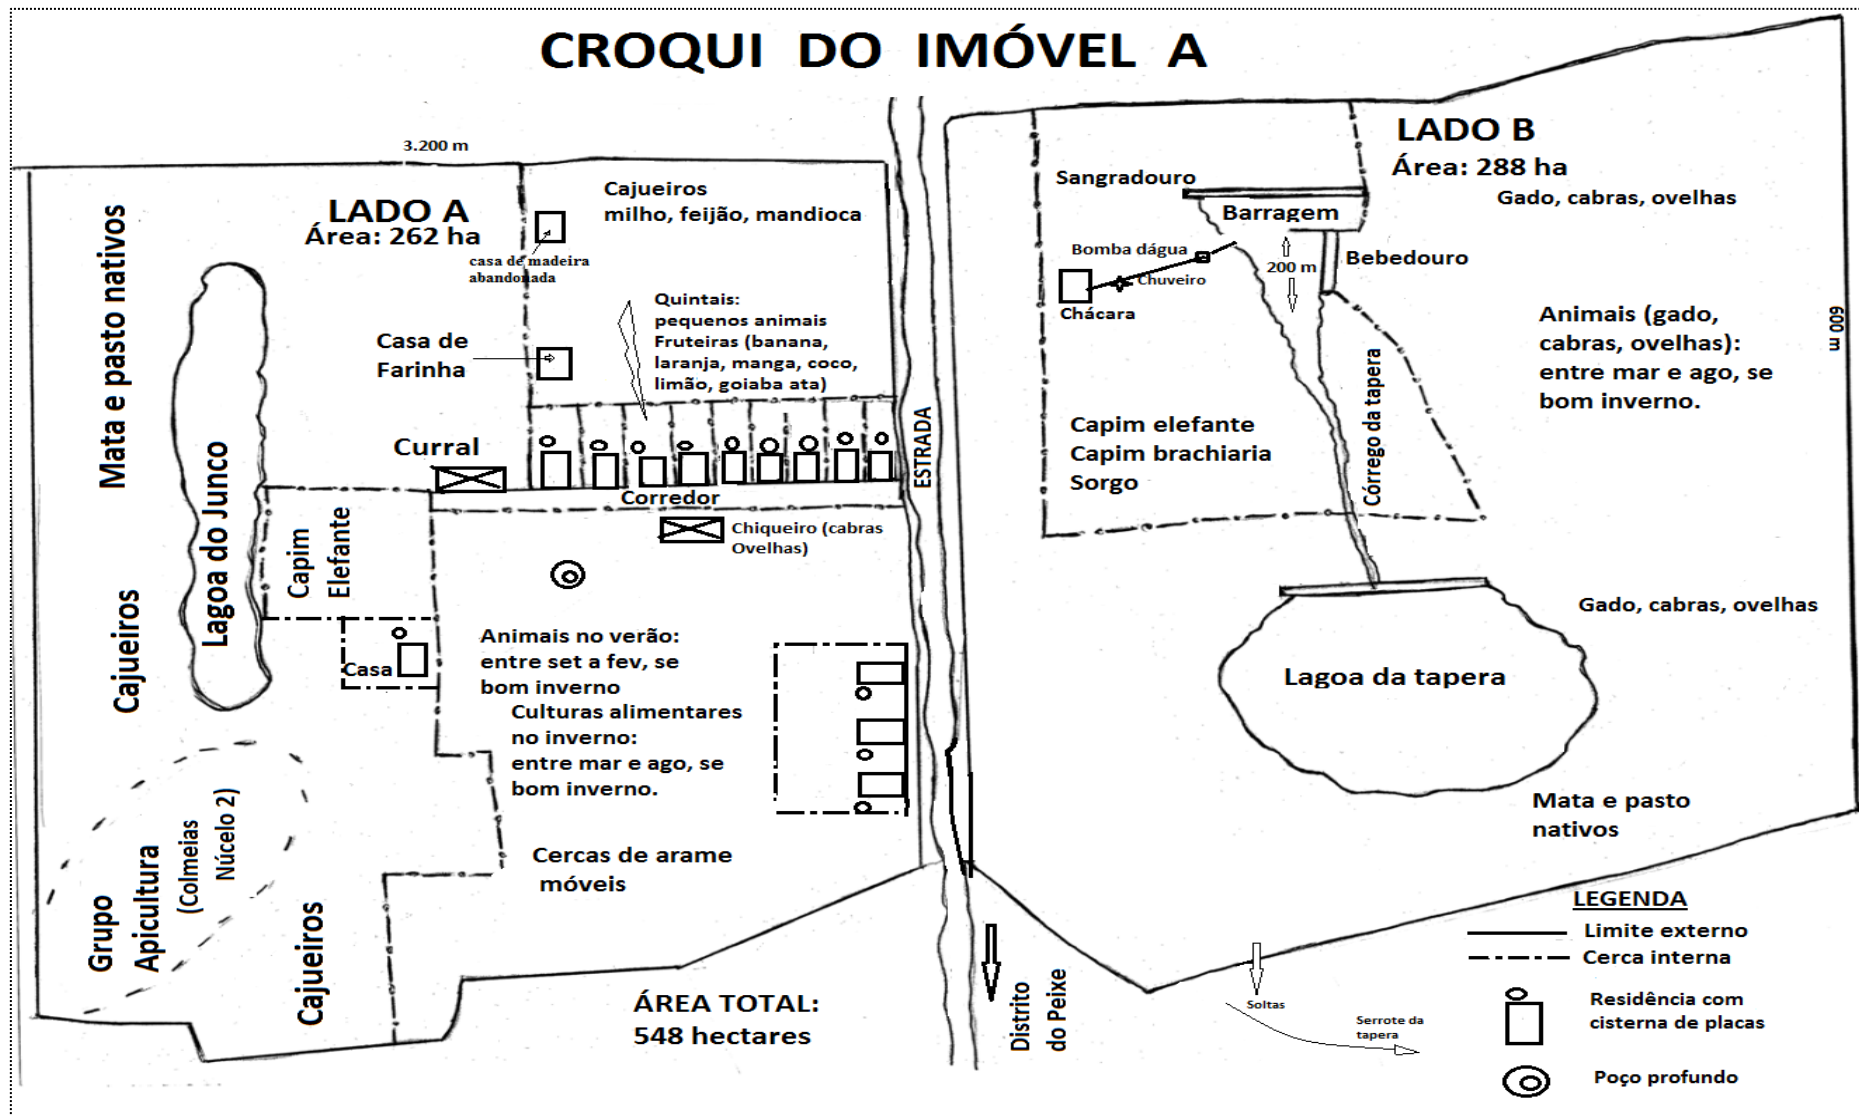 CROQUI DO IMÓVEL A
3.200 m
LADO A
Área: 262 ha
Mata e pasto nativos
Cajueiros
milho, feijão, mandioca
casa de madeira
abandonada
Casa de
Farinha
Quintais:
pequenos animais
Fruteiras (banana,
laranja, manga, coco,
limão, goiaba ata)
Curral
Corredor
Chiqueiro (cabras
Ovelhas)
Lagoa do Junco
Capim
Elefante
Casa
Cajueiros
Animais no verão:
entre set a fev, se
bom inverno
Culturas alimentares
no inverno:
entre mar e ago, se
bom inverno.
Cercas de arame
móveis
Grupo
Apicultura
(Colmeias
Núcelo 2)
Cajueiros
ÁREA TOTAL:
548 hectares
ESTRADA
Distrito
do Peixe
LADO B
Área: 288 ha
Sangradouro
Barragem
Gado, cabras, ovelhas
Bomba dágua
200 m
Bebedouro
Chuveiro
Chácara
600 m
Animais (gado,
cabras, ovelhas):
entre mar e ago, se
bom inverno.
Córrego da tapera
Capim elefante
Capim brachiaria
Sorgo
Gado, cabras, ovelhas
Lagoa da tapera
Mata e pasto
nativos
Soltas
Serrote da
tapera
LEGENDA
Limite externo
Cerca interna
Residência com
cisterna de placas
Poço profundo